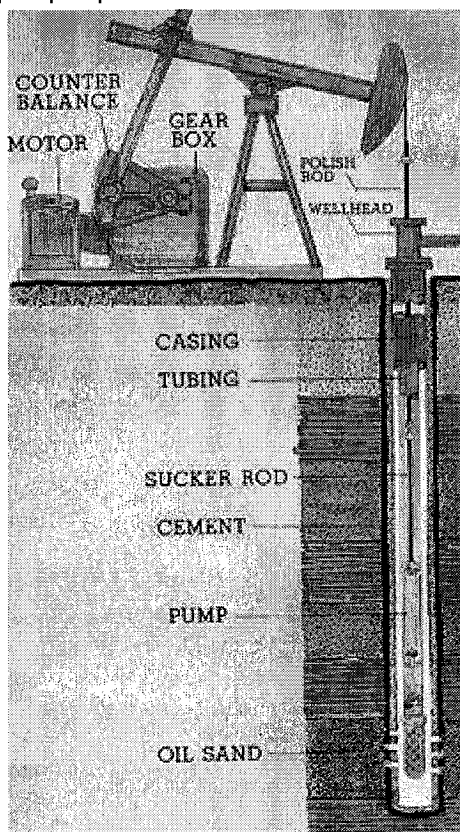 COUNTER
BALANCE
MOTOR
GEAR
BOX
POLISH
ROD
WELLHEAD
CASING
TUBING
SUCKER ROD
CEMENT
PUMP
OIL SAND